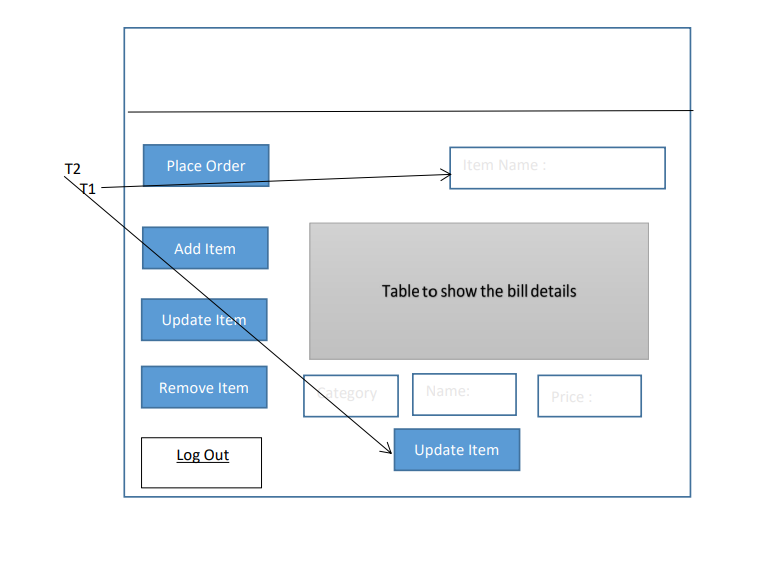 Place Order
Item Name :
T2
T1
Add Item
Table to show the bill details
Update Item
Remove Item
Category
Name:
Price :
Log Out
Update Item